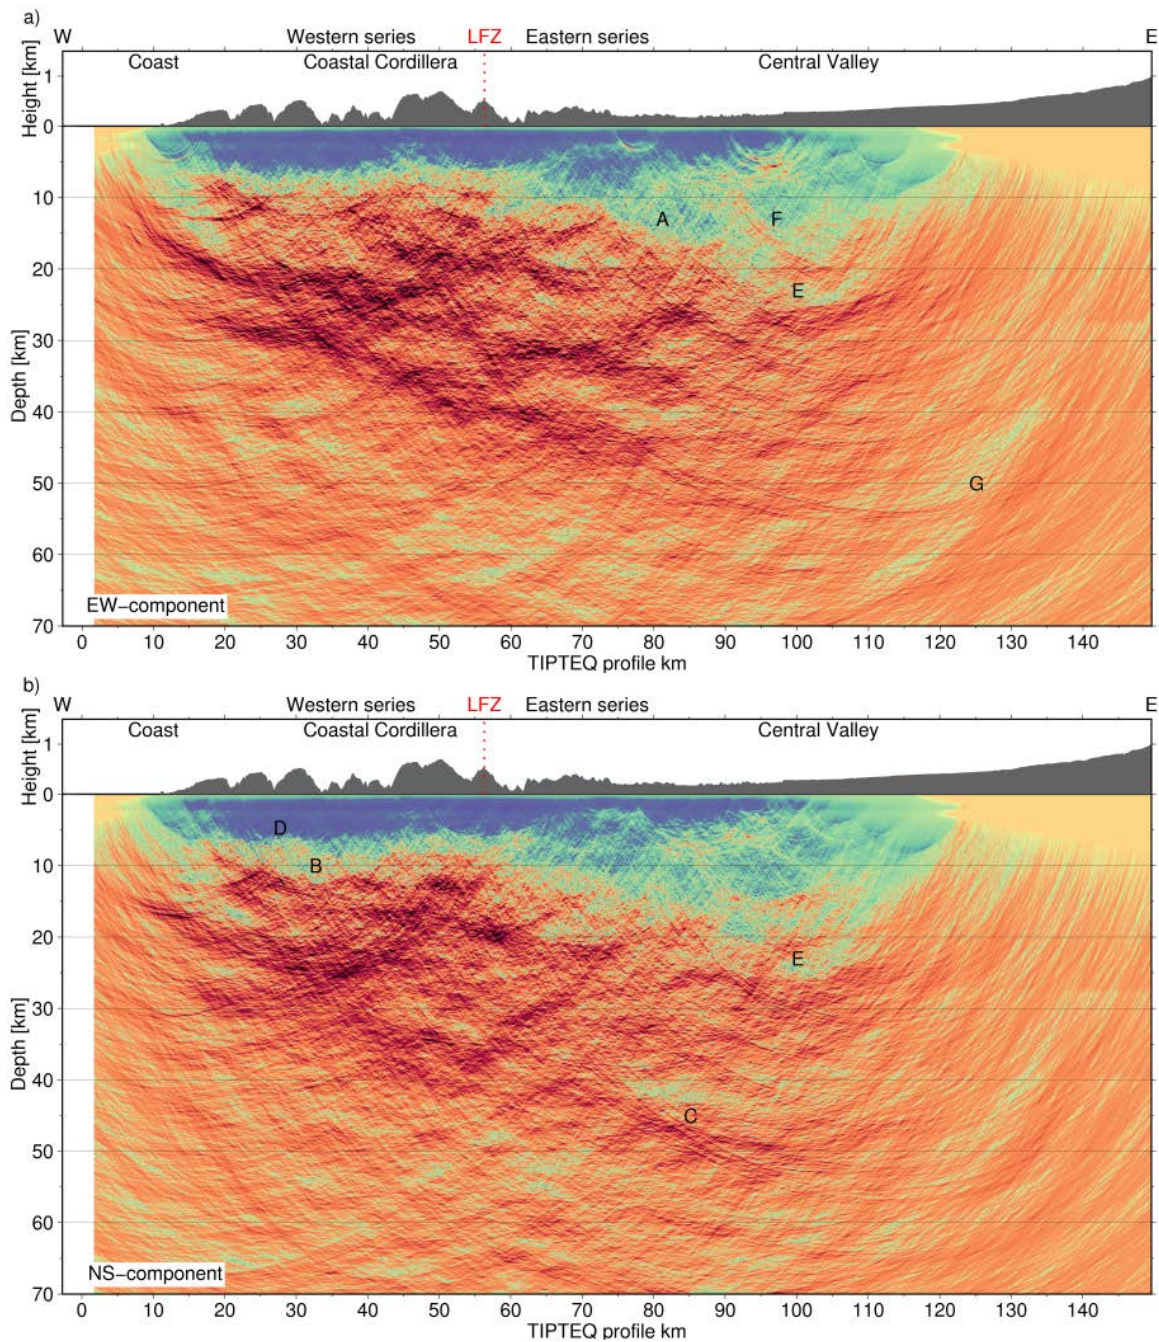 a)
W Western series LFZ Eastern series E
Coast Coastal Cordillera Central Valley
Height [km]
1
0
10
20
30
40
50
60
70
Depth [km]
A F
E
G
EW–component
0 10 20 30 40 50 60 70 80 90 100 110 120 130 140
TIPTEQ profile km
b)
W Western series LFZ Eastern series E
Coast Coastal Cordillera Central Valley
Height [km]
1
0
10
20
30
40
50
60
70
Depth [km]
D
B
E
C
NS–component
0 10 20 30 40 50 60 70 80 90 100 110 120 130 140
TIPTEQ profile km